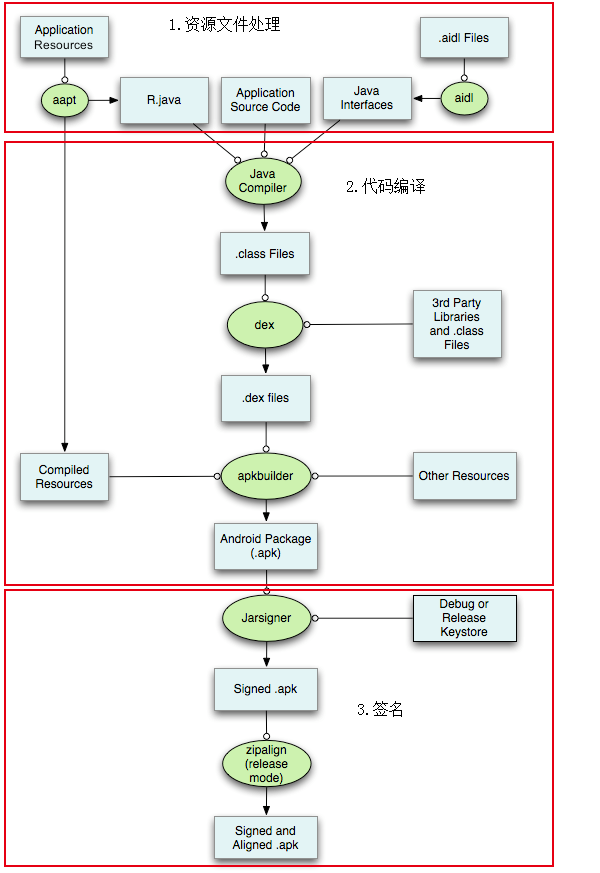 1.资源文件处理
Application
Resources
.aidl Files
aapt
R.java
Application
Source Code
Java
Interfaces
aidl
Java
Compiler
2.代码编译
.class Files
dex
3rd Party
Libraries
and .class
Files
.dex files
Compiled
Resources
apkbuilder
Other Resources
Android Package
(.apk)
Jarsigner
Debug or
Release
Keystore
Signed .apk
3.签名
zipalign
(release
mode)
Signed and
Aligned .apk